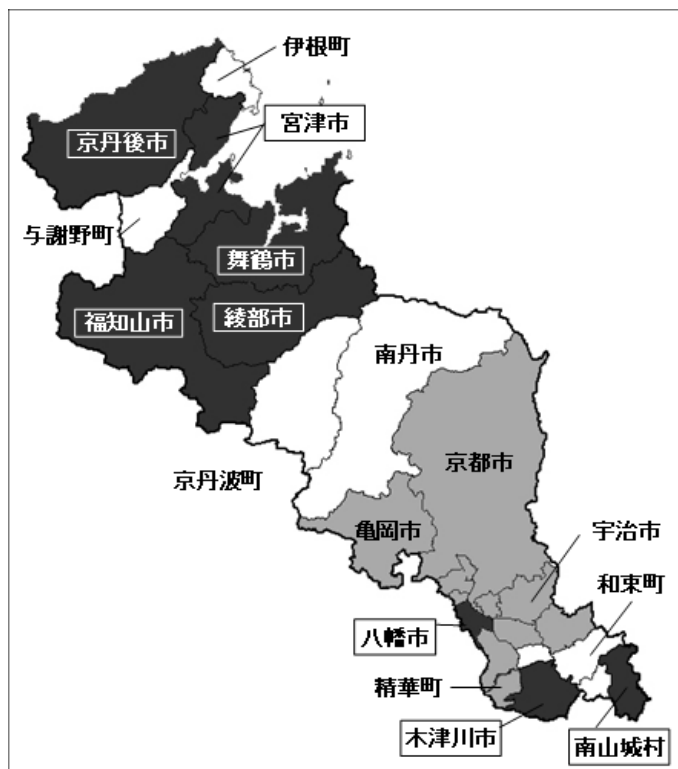 伊根町
宮津市
京丹後市
与謝野町
舞鶴市
福知山市
綾部市
南丹市
京都市
京丹波町
亀岡市
宇治市
和束町
八幡市
精華町
木津川市
南山城村